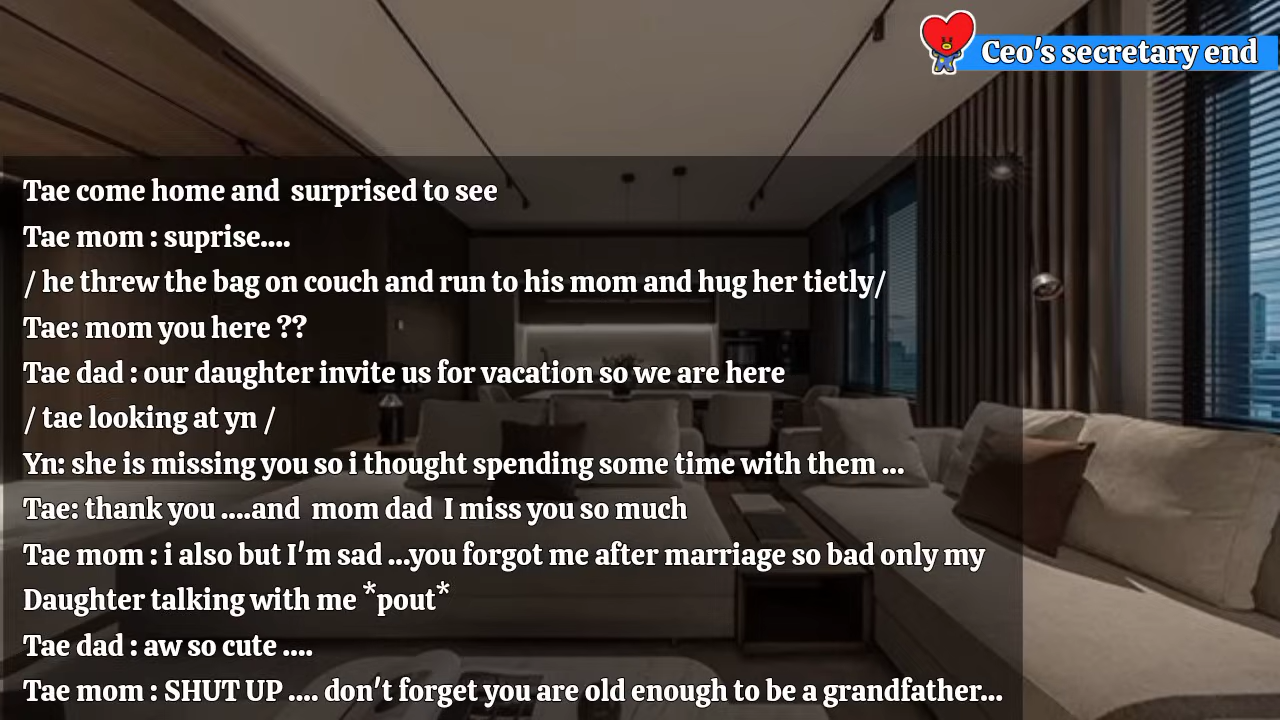 Ceo's secretary end
Tae come home and  surprised to see
Tae mom : suprise....
/ he threw the bag on couch and run to his mom and hug her tietly/
Tae: mom you here ??
Tae dad : our daughter invite us for vacation so we are here
/ tae looking at yn /
Yn: she is missing you so i thought spending some time with them ...
Tae: thank you ....and  mom dad  I miss you so much
Tae mom : i also but I'm sad ...you forgot me after marriage so bad only my
Daughter talking with me *pout*
Tae dad : aw so cute ....
Tae mom : SHUT UP .... don't forget you are old enough to be a grandfather...